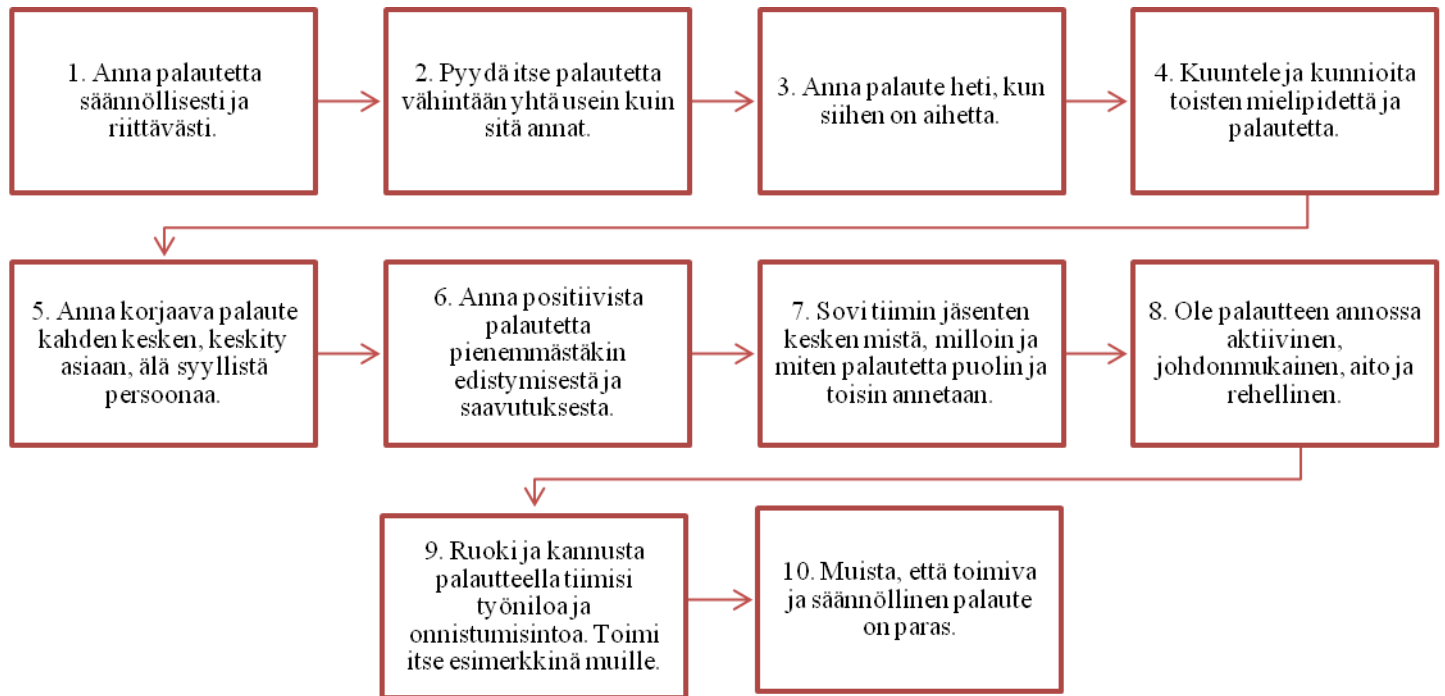 1. Anna palautetta
säännöllisesti ja
riittävästi.
2. Pyydä itse palautetta
vähintään yhtä usein kuin
sitä annat.
3. Anna palaute heti, kun
siihen on aihetta.
4. Kuuntele ja kunnioita
toisten mielipidettä ja
palautetta.
5. Anna korjaava palaute
kahden kesken, keskity
asiaan, älä syyllistä
persoonaa.
6. Anna positiivista
palautetta
pienemmästäkin
edistymisestä ja
saavutuksesta.
7. Sovi tiimin jäsenten
kesken mistä, milloin ja
miten palautetta puolin ja
toisin annetaan.
8. Ole palautteen annossa
aktiivinen,
johdonmukainen, aito ja
rehellinen.
9. Ruoki ja kannusta
palautteella tiimisi
työniloa ja
onnistumisintoa. Toimi
itse esimerkkinä muille.
10. Muista, että toimiva
ja säännöllinen palaute
on paras.